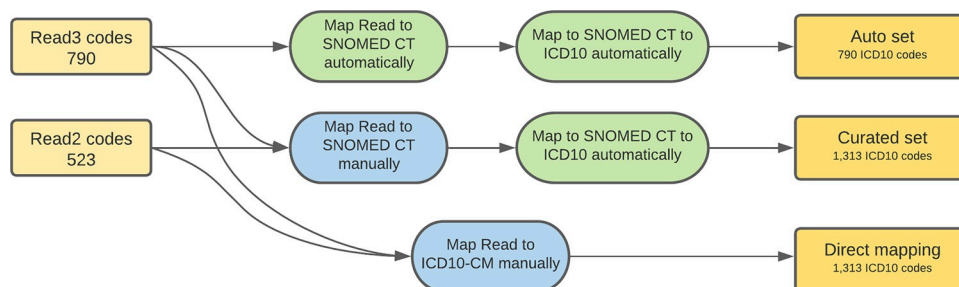 Read3 codes
790
Map Read to
SNOMED CT
automatically
Map to SNOMED CT to
ICD10 automatically
Auto set
790 ICD10 codes
Read2 codes
523
Map Read to
SNOMED CT
manually
Map to SNOMED CT to
ICD10 automatically
Curated set
1,313 ICD10 codes
Map Read to
ICD10-CM manually
Direct mapping
1,313 ICD10 codes